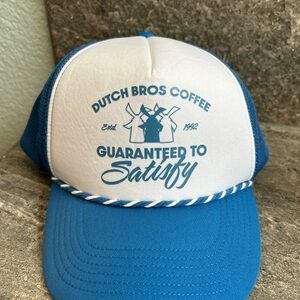 DUTCH BROS COFFEE
Estd 1992
GUARANTEED TO
Satisfy